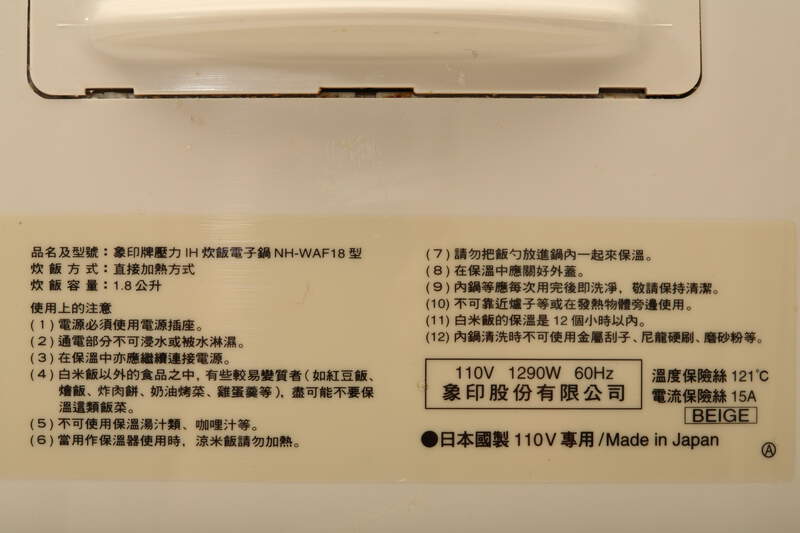 品名及型號：象印牌壓力IH炊飯電子鍋NH-WAF18型
炊飯方式：直接加熱方式
炊飯容量：1.8公升
使用上的注意
(1) 電源必須使用電源插座。
(2) 通電部分不可浸水或被水淋濕。
(3) 在保溫中亦應繼續連接電源。
(4) 白米飯以外的食品之中，有些較易變質者（如紅豆飯、
燴飯、炸肉餅、奶油烤菜、雞蛋羹等），盡可能不要保
溫這類飯菜。
(5) 不可使用保溫湯汁類、咖哩汁等。
(6) 當用作保溫器使用時，涼米飯請勿加熱。
(7) 請勿把飯勺放進鍋內一起來保溫。
(8) 在保溫中應關好外蓋。
(9) 內鍋等應每次用完後即洗淨，敬請保持清潔。
(10) 不可靠近爐子等或在發熱物體旁邊使用。
(11) 白米飯的保溫是12個小時以內。
(12) 內鍋清洗時不可使用金屬刮子、尼龍硬刷、磨砂粉等。
110V 1290W 60Hz
象印股份有限公司
溫度保險絲 121℃
電流保險絲 15A
BEIGE
●日本國製 110V 專用/Made in Japan
A